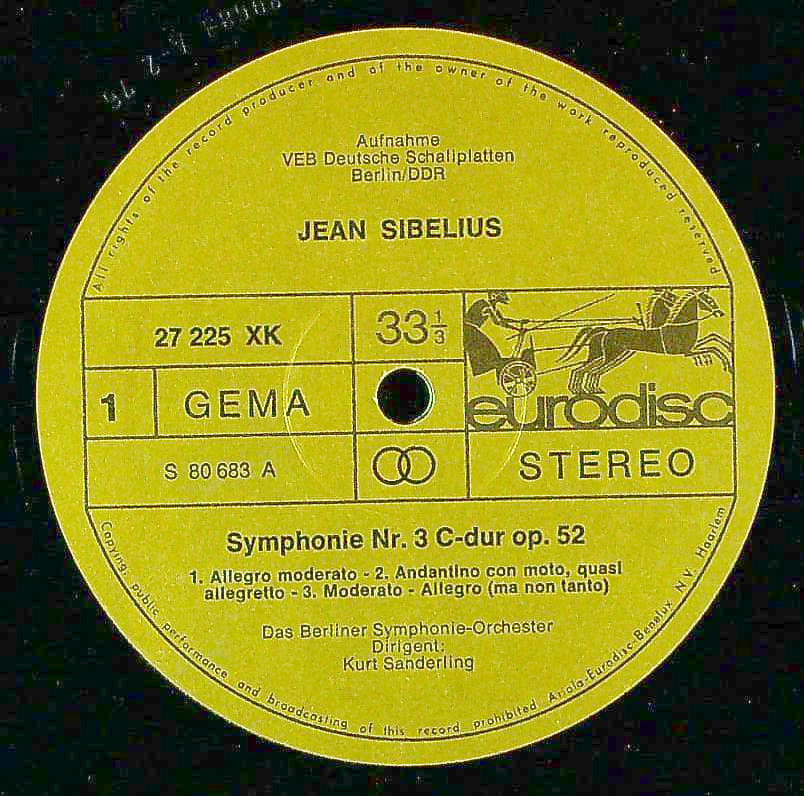 All rights of the record producer and of the owner of the work reproduced reserved
Aufnahme
VEB Deutsche Schallplatten
Berlin/DDR
JEAN SIBELIUS
27 225 XK
33 1/3
1
GEMA
eurodisc
S 80 683 A
STEREO
Symphonie Nr. 3 C-dur op. 52
1. Allegro moderato - 2. Andantino con moto, quasi
allegretto - 3. Moderato - Allegro (ma non tanto)
Das Berliner Symphonie-Orchester
Dirigent:
Kurt Sanderling
Copying, public performance and broadcasting of this record prohibited Ariola-Eurodisc-Benelux N.V. Haarlem